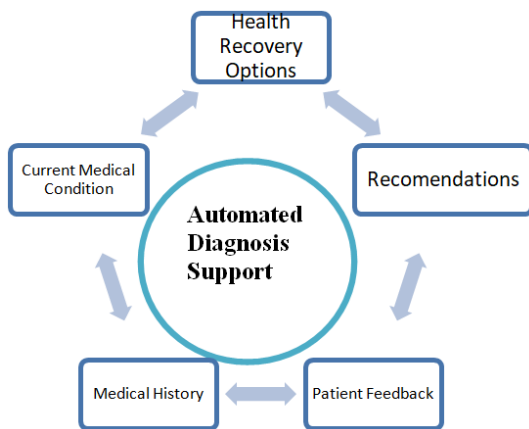 Health
Recovery
Options
Current Medical
Condition
Recomendations
Automated
Diagnosis
Support
Medical History
Patient Feedback